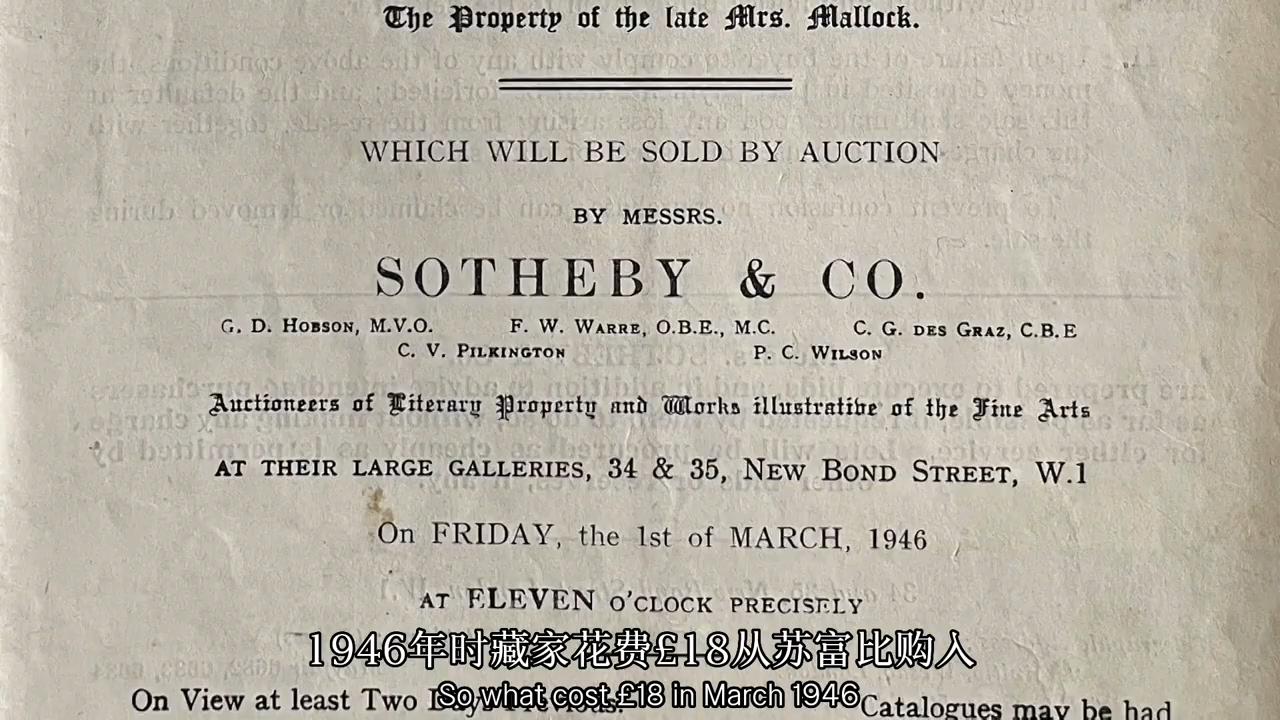 The Property of the late Mrs. Mallock.
WHICH WILL BE SOLD BY AUCTION
BY MESSRS.
SOTHEBY & CO.
G. D. HOBSON, M.V.O. F. W. WARRE, O.B.E., M.C. C. G. DES GRAZ, C.B.E
C. V. PILKINGTON P. C. WILSON
Auctioneers of Literary Property and Works illustrative of the Fine Arts
AT THEIR LARGE GALLERIES, 34 & 35, NEW BOND STREET, W.1
On FRIDAY, the 1st of MARCH, 1946
AT ELEVEN O'CLOCK PRECISELY
1946年时藏家花费£18从苏富比购入
On View at least Two Days Previous. Catalogues may be had
So what cost £18 in March 1946